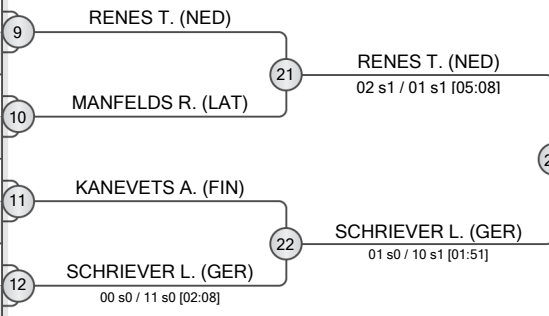 RENES T. (NED)
9
21
RENES T. (NED)
02 s1 / 01 s1 [05:08]
MANFELDS R. (LAT)
10
KANEVETS A. (FIN)
11
22
SCHRIEVER L. (GER)
01 s0 / 10 s1 [01:51]
SCHRIEVER L. (GER)
12
00 s0 / 11 s0 [02:08]